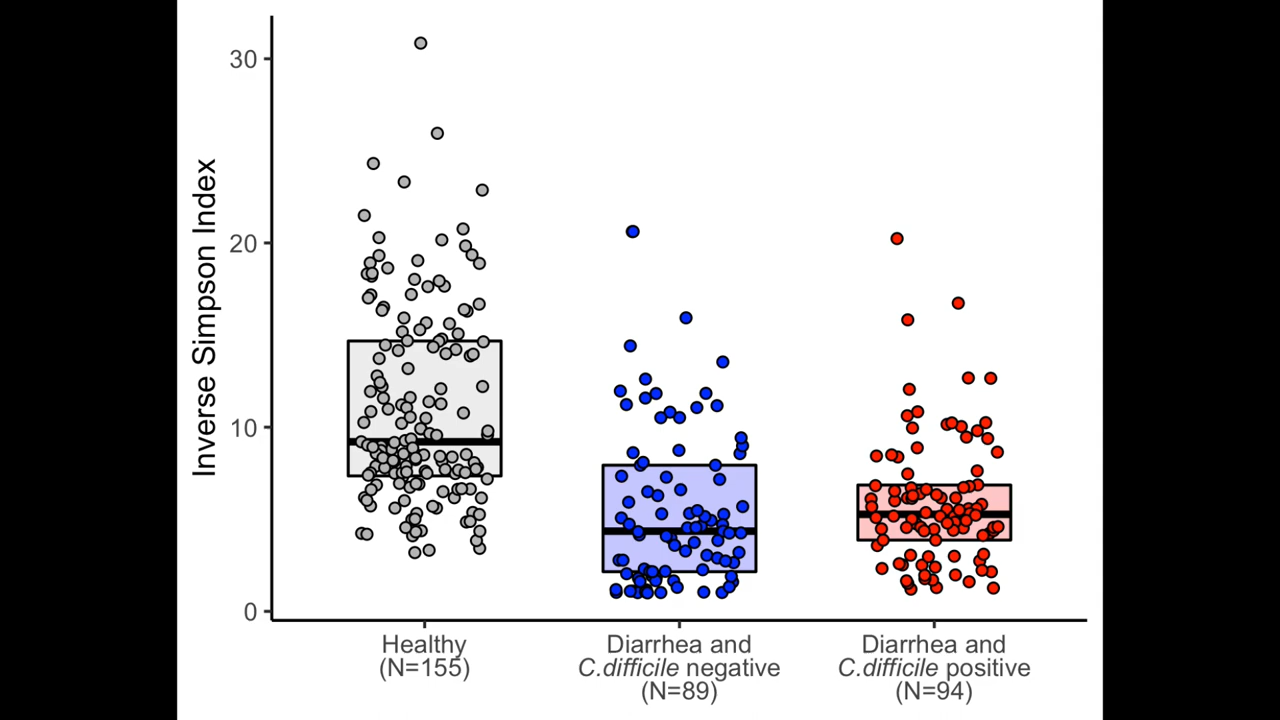 Inverse Simpson Index
30
20
10
0
Healthy
(N=155)
Diarrhea and
C.difficile negative
(N=89)
Diarrhea and
C.difficile positive
(N=94)